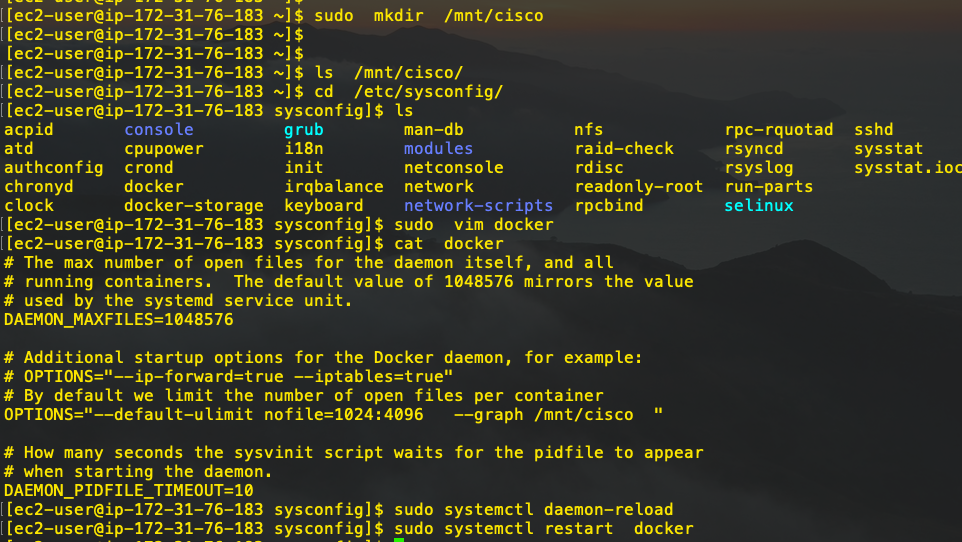 [ec2-user@ip-172-31-76-183 ~]$
[[ec2-user@ip-172-31-76-183 ~]$ sudo  mkdir  /mnt/cisco
[[ec2-user@ip-172-31-76-183 ~]$
[[ec2-user@ip-172-31-76-183 ~]$
[[ec2-user@ip-172-31-76-183 ~]$ ls  /mnt/cisco/
[[ec2-user@ip-172-31-76-183 ~]$ cd  /etc/sysconfig/
[[ec2-user@ip-172-31-76-183 sysconfig]$ ls
acpid       console         grub        man-db           nfs            rpc-rquotad  sshd
atd         cpupower        i18n        modules          raid-check     rsyncd       sysstat
authconfig  crond           init        netconsole       rdisc          rsyslog      sysstat.ioc
chronyd     docker          irqbalance  network          readonly-root  run-parts
clock       docker-storage  keyboard    network-scripts  rpcbind        selinux
[[ec2-user@ip-172-31-76-183 sysconfig]$ sudo  vim docker
[[ec2-user@ip-172-31-76-183 sysconfig]$ cat  docker
# The max number of open files for the daemon itself, and all
# running containers.  The default value of 1048576 mirrors the value
# used by the systemd service unit.
DAEMON_MAXFILES=1048576

# Additional startup options for the Docker daemon, for example:
# OPTIONS="--ip-forward=true --iptables=true"
# By default we limit the number of open files per container
OPTIONS="--default-ulimit nofile=1024:4096   --graph /mnt/cisco  "

# How many seconds the sysvinit script waits for the pidfile to appear
# when starting the daemon.
DAEMON_PIDFILE_TIMEOUT=10
[[ec2-user@ip-172-31-76-183 sysconfig]$ sudo systemctl daemon-reload
[[ec2-user@ip-172-31-76-183 sysconfig]$ sudo systemctl restart  docker